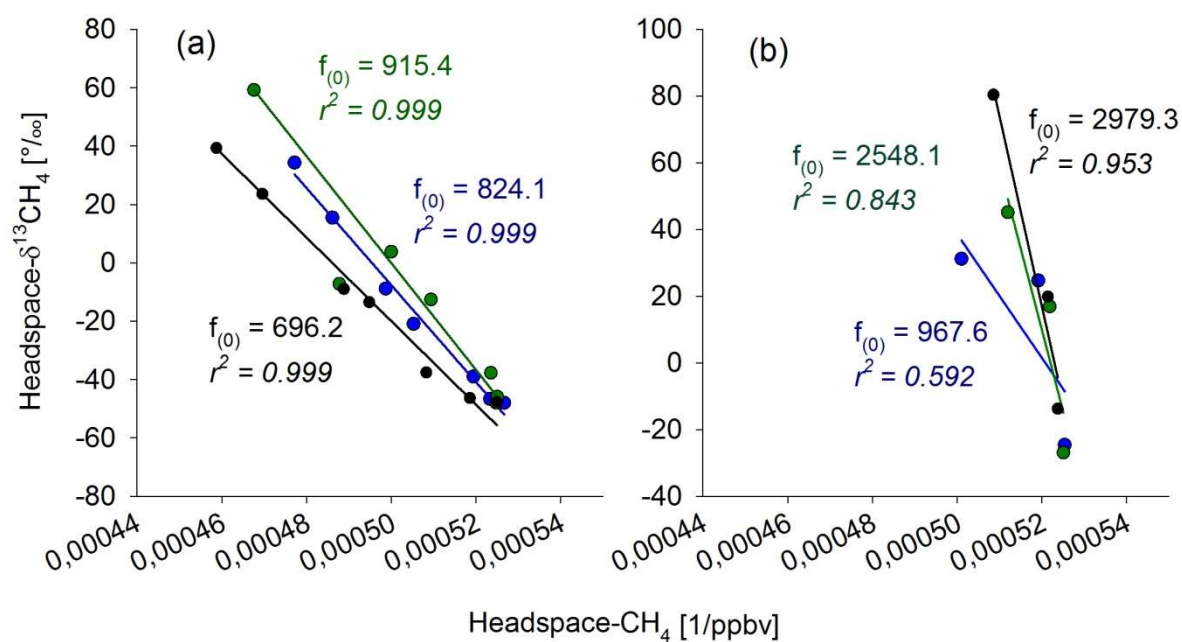 Headspace-δ¹³CH₄ [°/₀₀]
(a)
80
60
40
20
0
-20
-40
-60
-80
f₍₀₎ = 915.4
r² = 0.999
f₍₀₎ = 824.1
r² = 0.999
f₍₀₎ = 696.2
r² = 0.999
0,00044
0,00046
0,00048
0,00050
0,00052
0,00054
(b)
100
80
60
40
20
0
-20
-40
f₍₀₎ = 2979.3
r² = 0.953
f₍₀₎ = 2548.1
r² = 0.843
f₍₀₎ = 967.6
r² = 0.592
0,00044
0,00046
0,00048
0,00050
0,00052
0,00054
Headspace-CH₄ [1/ppbv]